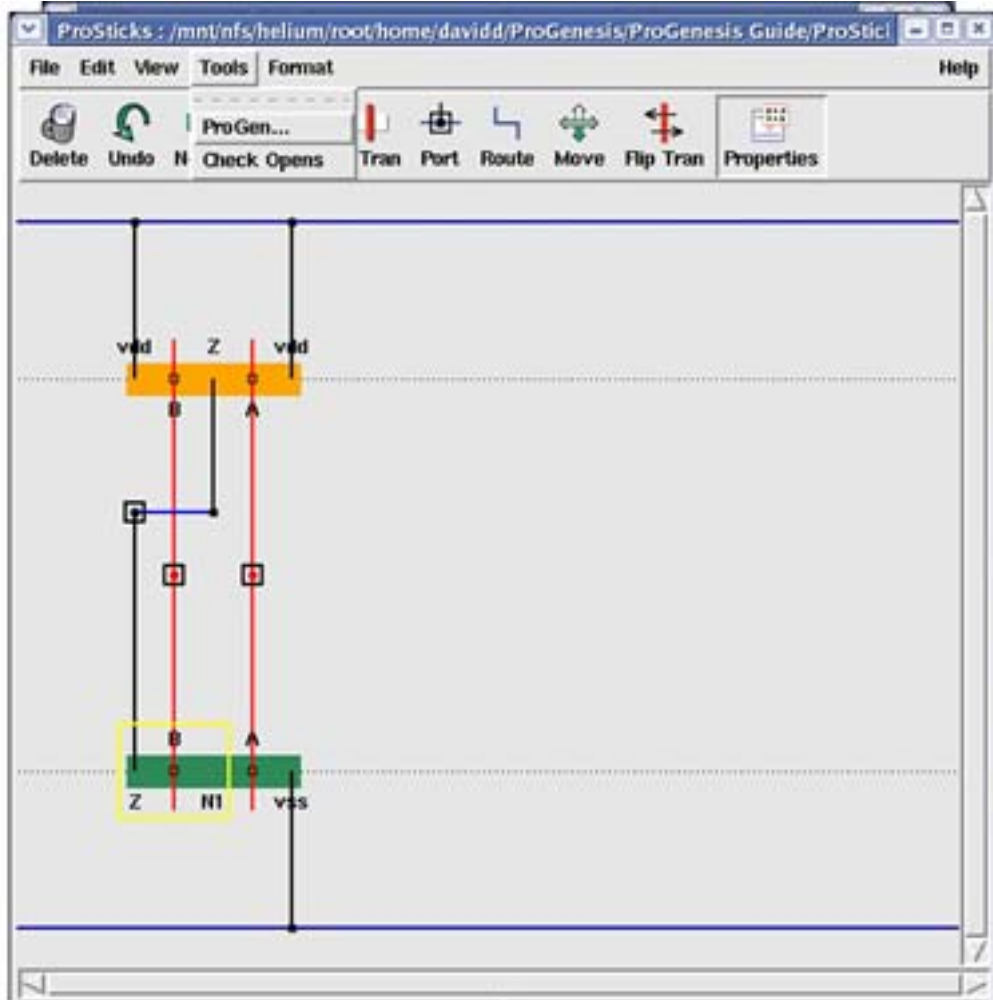 ProSticks : /mnt/nfs/helium/root/home/davidd/ProGenesis/ProGenesis Guide/ProStic
File Edit View Tools Format Help
ProGen...
Check Opens
Delete Undo N Tran Port Route Move Flip Tran Properties
vdd Z vdd
B A
B A
Z N1 vss